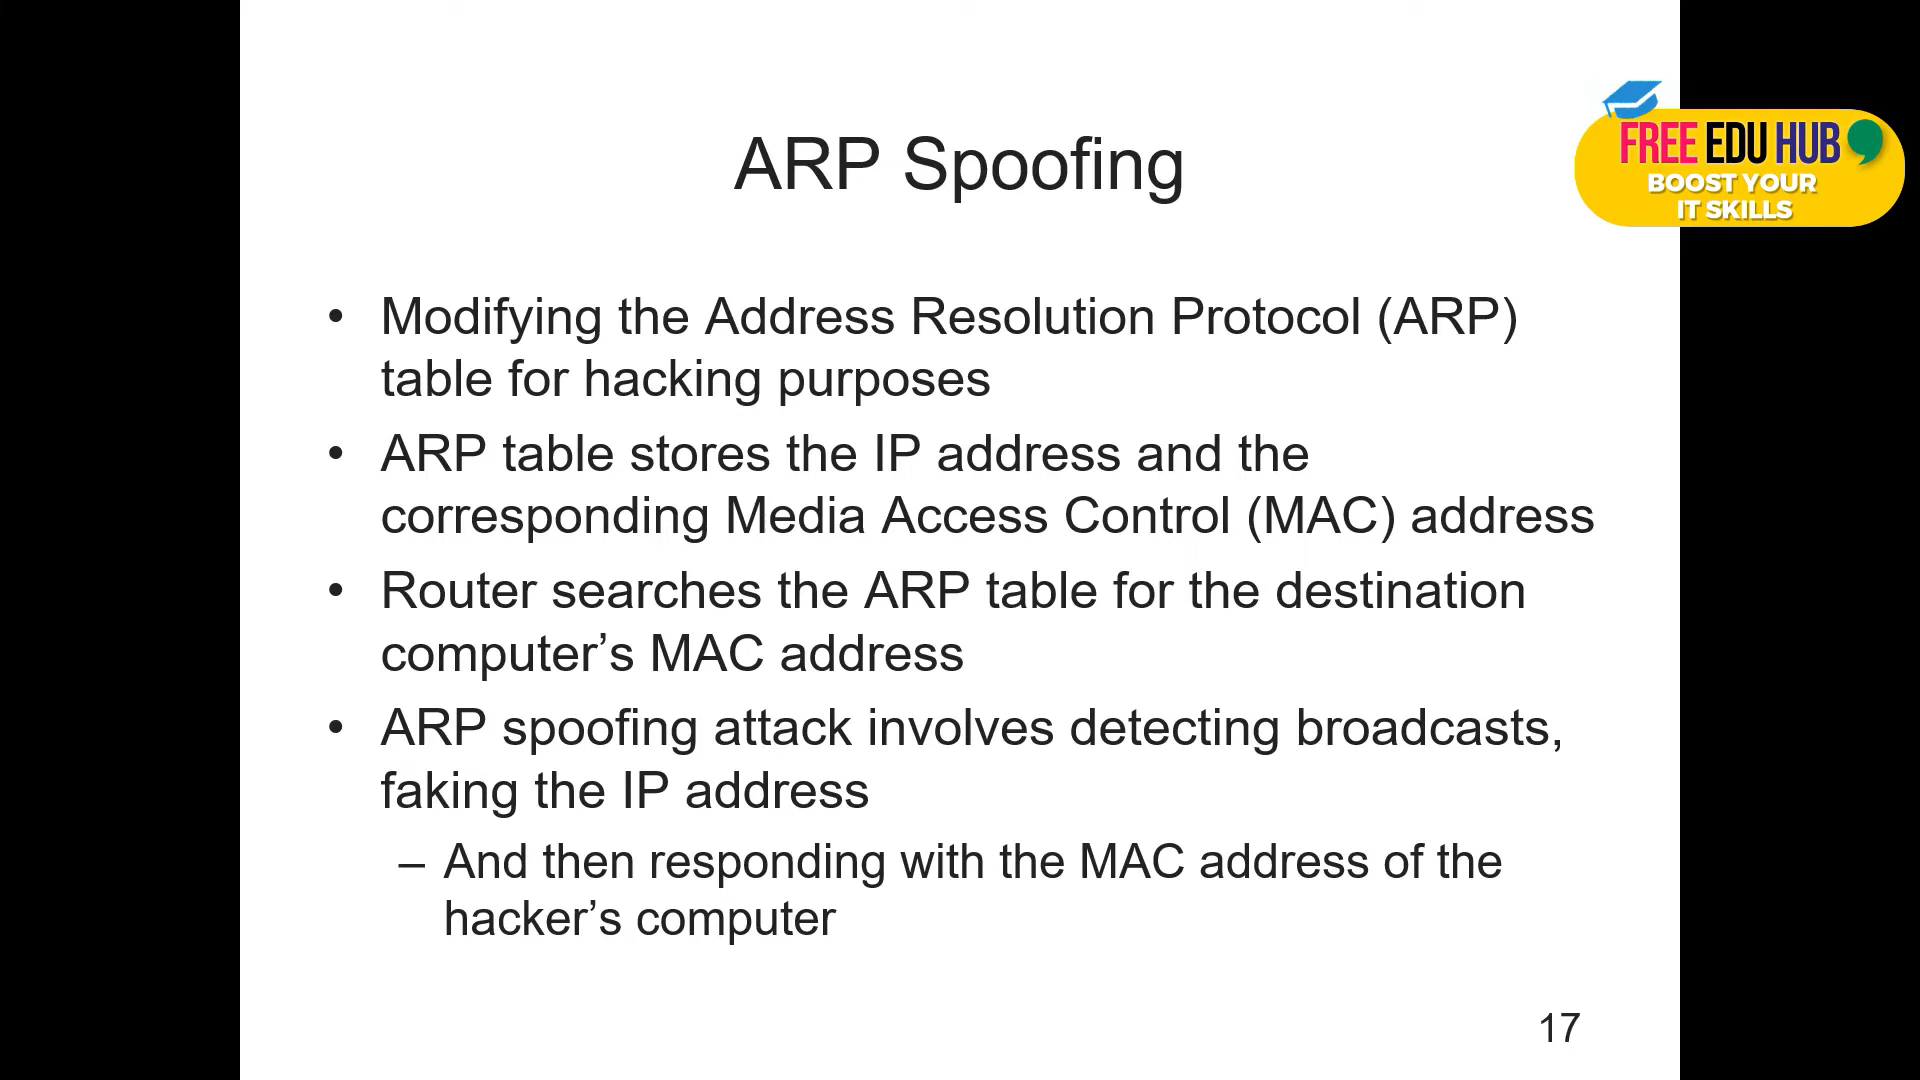 FREE EDU HUB
BOOST YOUR
IT SKILLS
ARP Spoofing
• Modifying the Address Resolution Protocol (ARP)
table for hacking purposes
• ARP table stores the IP address and the
corresponding Media Access Control (MAC) address
• Router searches the ARP table for the destination
computer’s MAC address
• ARP spoofing attack involves detecting broadcasts,
faking the IP address
– And then responding with the MAC address of the
hacker’s computer
17